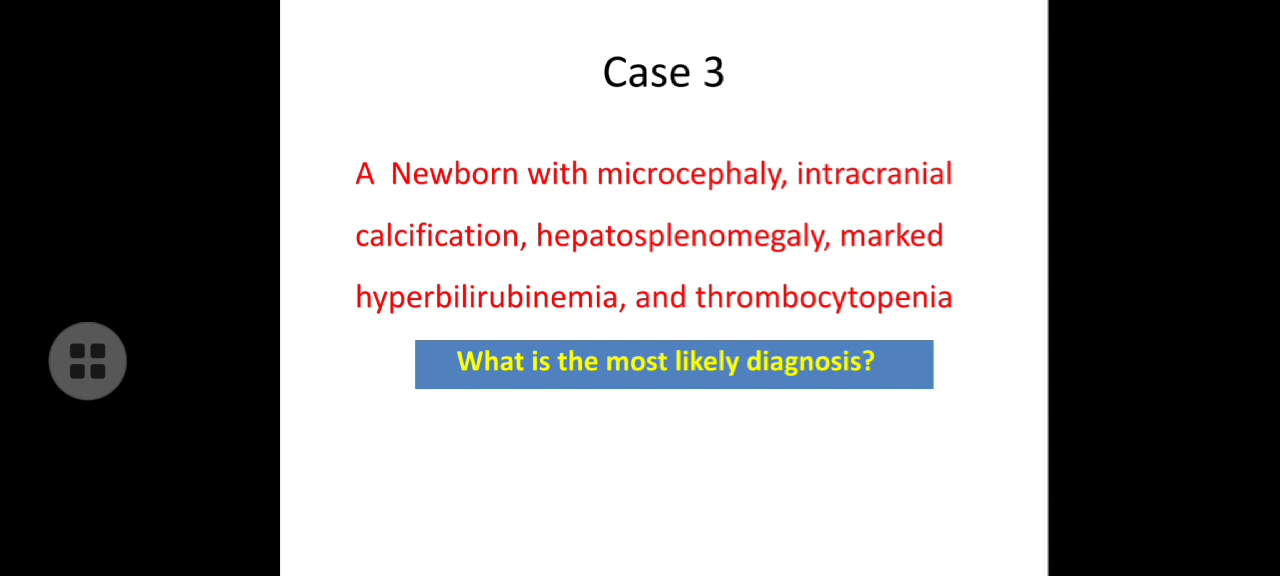 Case 3
A  Newborn with microcephaly, intracranial
calcification, hepatosplenomegaly, marked
hyperbilirubinemia, and thrombocytopenia
What is the most likely diagnosis?